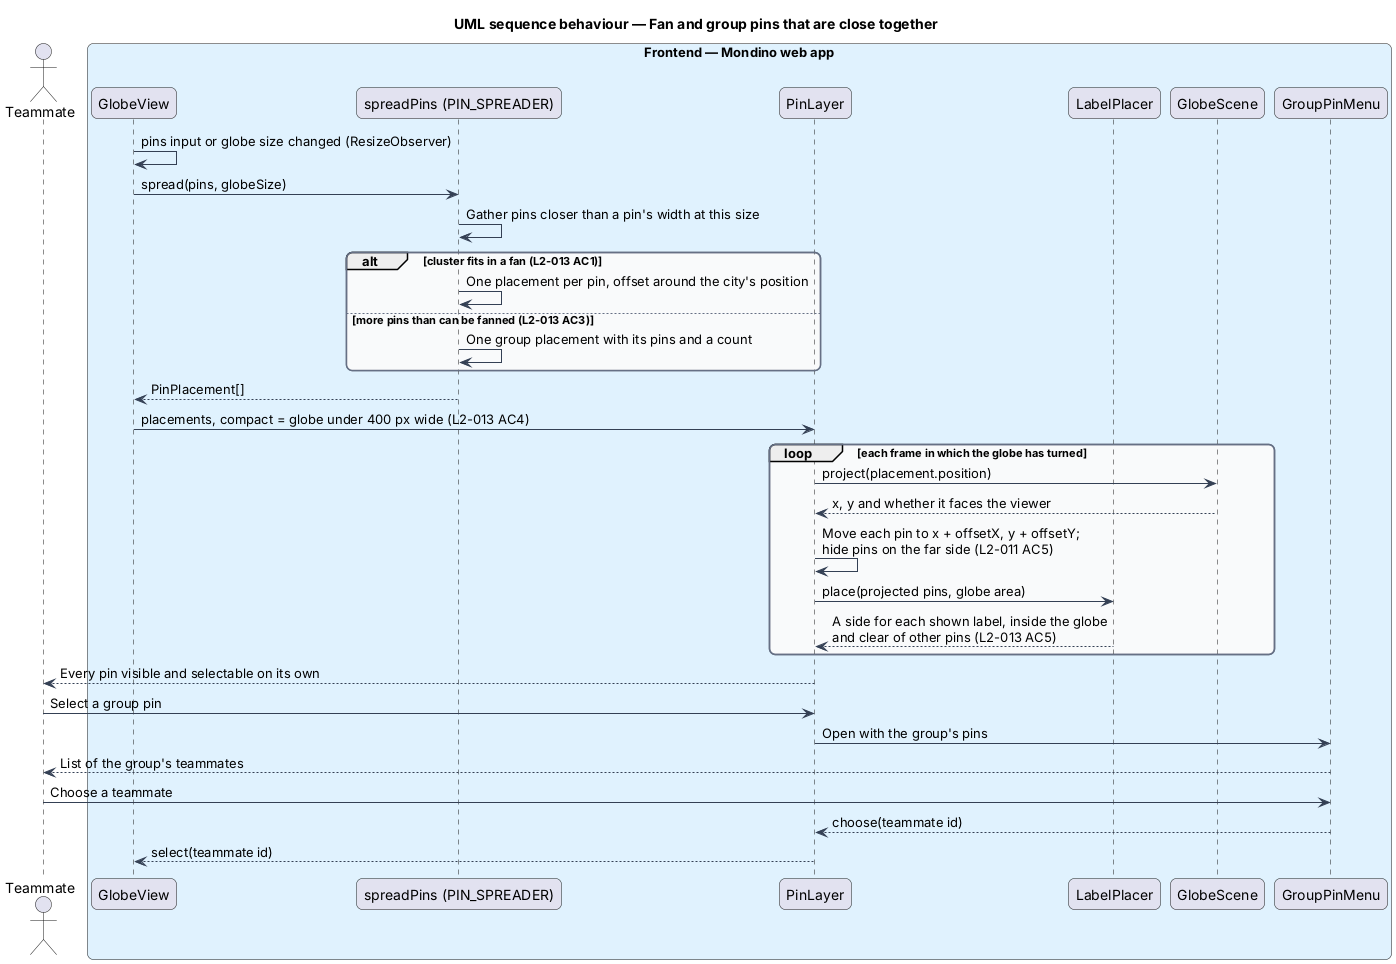 UML sequence behaviour — Fan and group pins that are close together
Frontend — Mondino web app
Teammate
GlobeView
spreadPins (PIN_SPREADER)
PinLayer
LabelPlacer
GlobeScene
GroupPinMenu
pins input or globe size changed (ResizeObserver)
spread(pins, globeSize)
Gather pins closer than a pin's width at this size
alt
[cluster fits in a fan (L2-013 AC1)]
One placement per pin, offset around the city's position
[more pins than can be fanned (L2-013 AC3)]
One group placement with its pins and a count
PinPlacement[]
placements, compact = globe under 400 px wide (L2-013 AC4)
loop
[each frame in which the globe has turned]
project(placement.position)
x, y and whether it faces the viewer
Move each pin to x + offsetX, y + offsetY;
hide pins on the far side (L2-011 AC5)
place(projected pins, globe area)
A side for each shown label, inside the globe
and clear of other pins (L2-013 AC5)
Every pin visible and selectable on its own
Select a group pin
Open with the group's pins
List of the group's teammates
Choose a teammate
choose(teammate id)
select(teammate id)
Teammate
GlobeView
spreadPins (PIN_SPREADER)
PinLayer
LabelPlacer
GlobeScene
GroupPinMenu